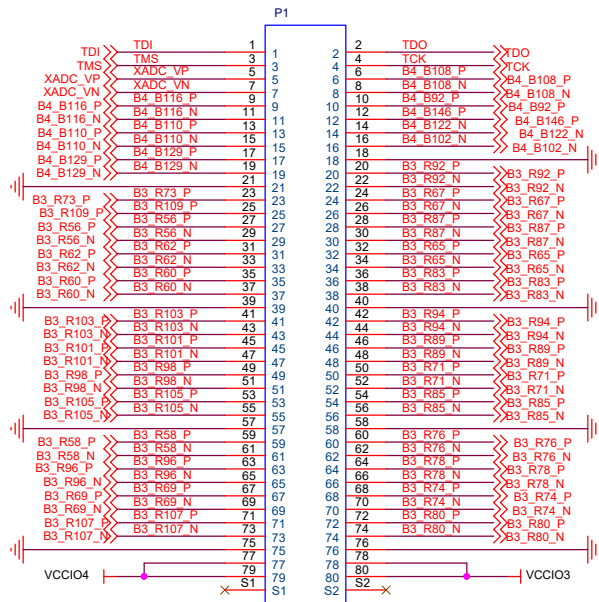 P1
TDI TDI 1 1 2 2 TDO TDO
TMS TMS 3 3 4 4 TCK TCK
XADC_VP XADC_VP 5 5 6 6 B4_B108_P B4_B108_P
XADC_VN XADC_VN 7 7 8 8 B4_B108_N B4_B108_N
B4_B116_P B4_B116_P 9 9 10 10 B4_B92_P B4_B92_P
B4_B116_N B4_B116_N 11 11 12 12 B4_B146_P B4_B146_P
B4_B110_P B4_B110_P 13 13 14 14 B4_B122_N B4_B122_N
B4_B110_N B4_B110_N 15 15 16 16 B4_B102_N B4_B102_N
B4_B129_P B4_B129_P 17 17 18 18
B4_B129_N B4_B129_N 19 19 20 20 B3_R92_P B3_R92_P
21 21 22 22 B3_R92_N B3_R92_N
B3_R73_P B3_R73_P 23 23 24 24 B3_R67_P B3_R67_P
B3_R109_P B3_R109_P 25 25 26 26 B3_R67_N B3_R67_N
B3_R56_P B3_R56_P 27 27 28 28 B3_R87_P B3_R87_P
B3_R56_N B3_R56_N 29 29 30 30 B3_R87_N B3_R87_N
B3_R62_P B3_R62_P 31 31 32 32 B3_R65_P B3_R65_P
B3_R62_N B3_R62_N 33 33 34 34 B3_R65_N B3_R65_N
B3_R60_P B3_R60_P 35 35 36 36 B3_R83_P B3_R83_P
B3_R60_N B3_R60_N 37 37 38 38 B3_R83_N B3_R83_N
39 39 40 40
B3_R103_P B3_R103_P 41 41 42 42 B3_R94_P B3_R94_P
B3_R103_N B3_R103_N 43 43 44 44 B3_R94_N B3_R94_N
B3_R101_P B3_R101_P 45 45 46 46 B3_R89_P B3_R89_P
B3_R101_N B3_R101_N 47 47 48 48 B3_R89_N B3_R89_N
B3_R98_P B3_R98_P 49 49 50 50 B3_R71_P B3_R71_P
B3_R98_N B3_R98_N 51 51 52 52 B3_R71_N B3_R71_N
B3_R105_P B3_R105_P 53 53 54 54 B3_R85_P B3_R85_P
B3_R105_N B3_R105_N 55 55 56 56 B3_R85_N B3_R85_N
57 57 58 58
B3_R58_P B3_R58_P 59 59 60 60 B3_R76_P B3_R76_P
B3_R58_N B3_R58_N 61 61 62 62 B3_R76_N B3_R76_N
B3_R96_P B3_R96_P 63 63 64 64 B3_R78_P B3_R78_P
B3_R96_N B3_R96_N 65 65 66 66 B3_R78_N B3_R78_N
B3_R69_P B3_R69_P 67 67 68 68 B3_R74_P B3_R74_P
B3_R69_N B3_R69_N 69 69 70 70 B3_R74_N B3_R74_N
B3_R107_P B3_R107_P 71 71 72 72 B3_R80_P B3_R80_P
B3_R107_N B3_R107_N 73 73 74 74 B3_R80_N B3_R80_N
75 75 76 76
77 77 78 78
VCCIO4 79 79 80 80 VCCIO3
S1 S1 S2 S2